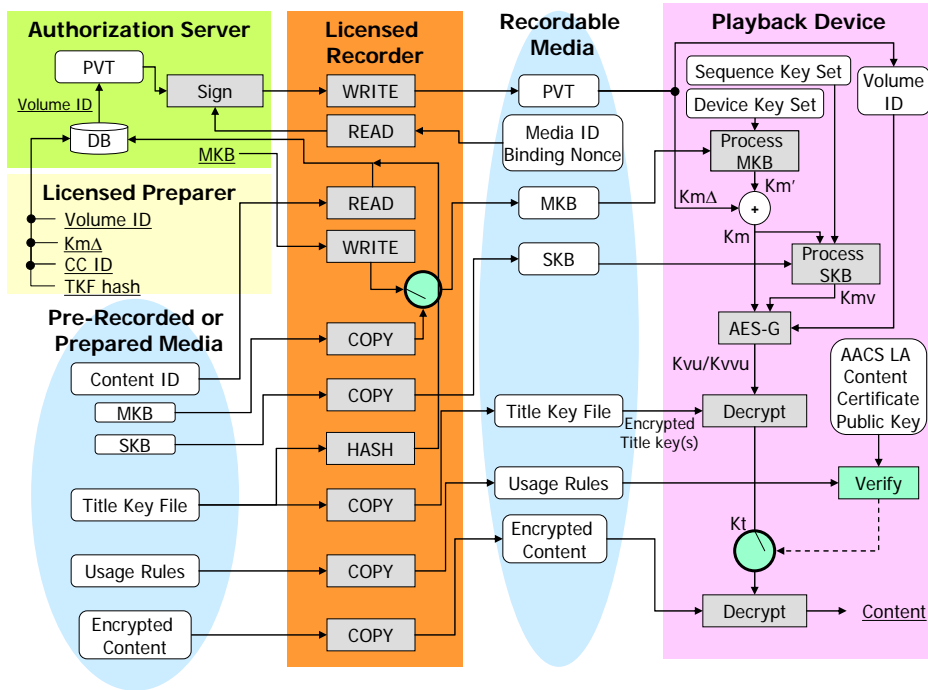 Authorization Server
PVT
Volume ID
DB
Sign
MKB
Licensed Preparer
Volume ID
Km∆
CC ID
TKF hash
Pre-Recorded or
Prepared Media
Content ID
MKB
SKB
Title Key File
Usage Rules
Encrypted
Content
Licensed
Recorder
WRITE
READ
READ
WRITE
COPY
COPY
HASH
COPY
COPY
COPY
Recordable
Media
PVT
Media ID
Binding Nonce
MKB
SKB
Title Key File
Usage Rules
Encrypted
Content
Playback Device
Sequence Key Set
Device Key Set
Volume
ID
Process
MKB
Km∆
Km'
+
Km
Process
SKB
Kmv
AES-G
Kvu/Kvvu
AACS LA
Content
Certificate
Public Key
Encrypted
Title key(s)
Decrypt
Verify
Kt
Decrypt
Content